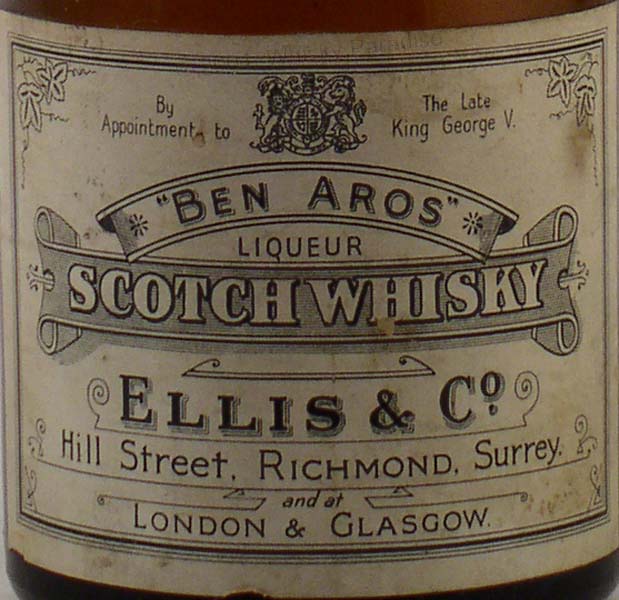 By
Appointment to
The Late
King George V.
"BEN AROS"
LIQUEUR
SCOTCH WHISKY
ELLIS & Co.
Hill Street, RICHMOND, Surrey.
and at
LONDON & GLASGOW.